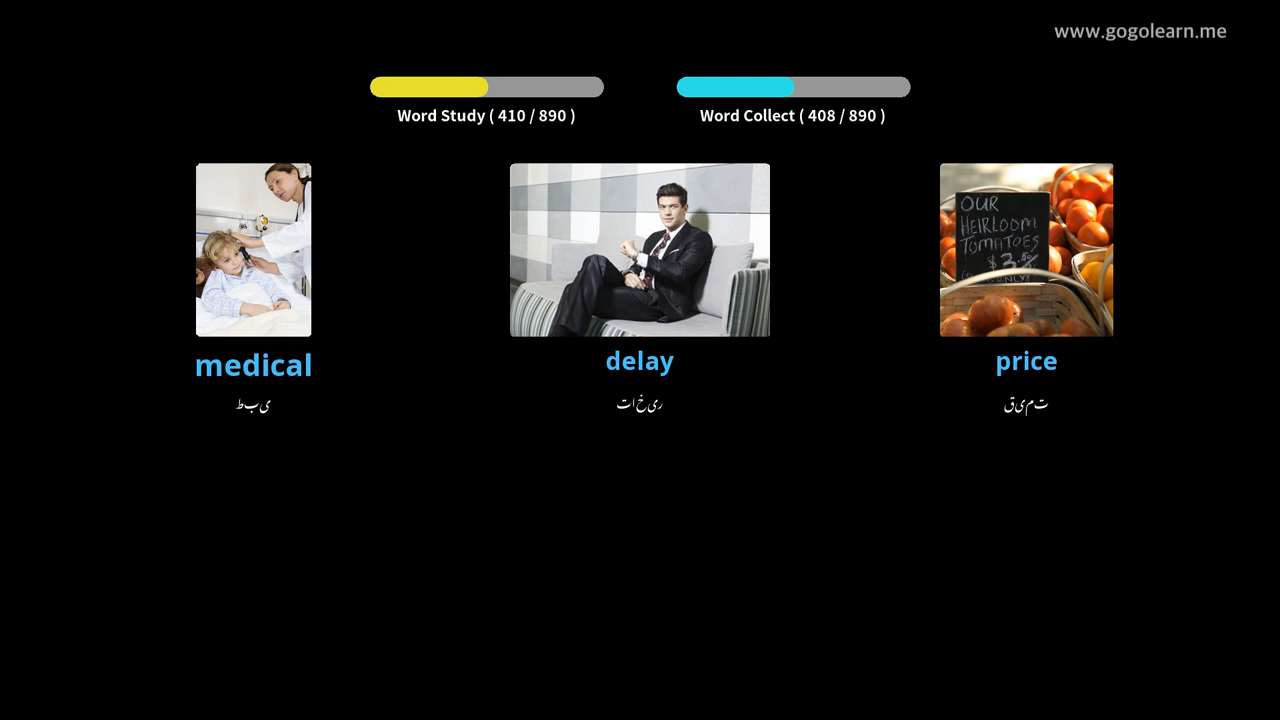 www.gogolearn.me
Word Study ( 410 / 890 )
Word Collect ( 408 / 890 )
OUR
HEIRLOOM
TOMATOES
medical
delay
price
طبی
تاخیر
قیمت